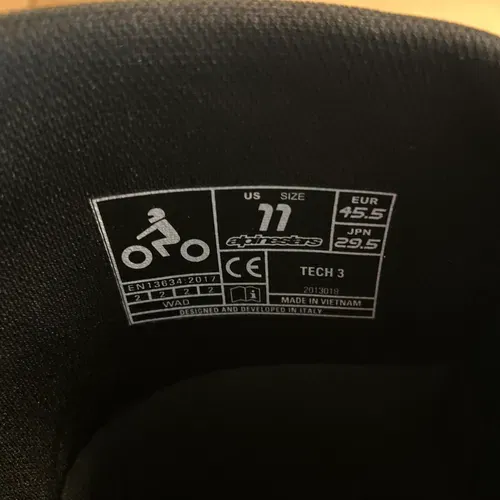 US SIZE
11
alpinestars
EUR
45.5
JPN
29.5
EN13634:2017
2 2 2 2
WAD
CE
i
TECH 3
2013018
MADE IN VIETNAM
DESIGNED AND DEVELOPED IN ITALY